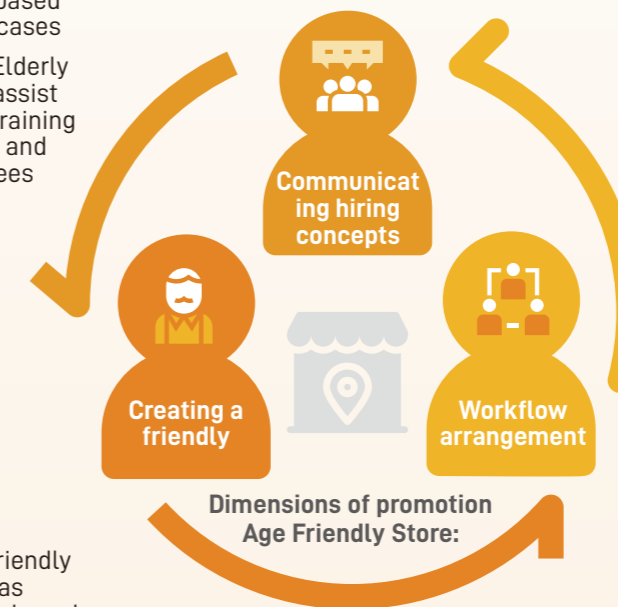 based
cases
Elderly
assist
raining
and
ees
Communicat
ing hiring
concepts
Creating a
friendly
Workflow
arrangement
Dimensions of promotion
Age Friendly Store:
riendly
as